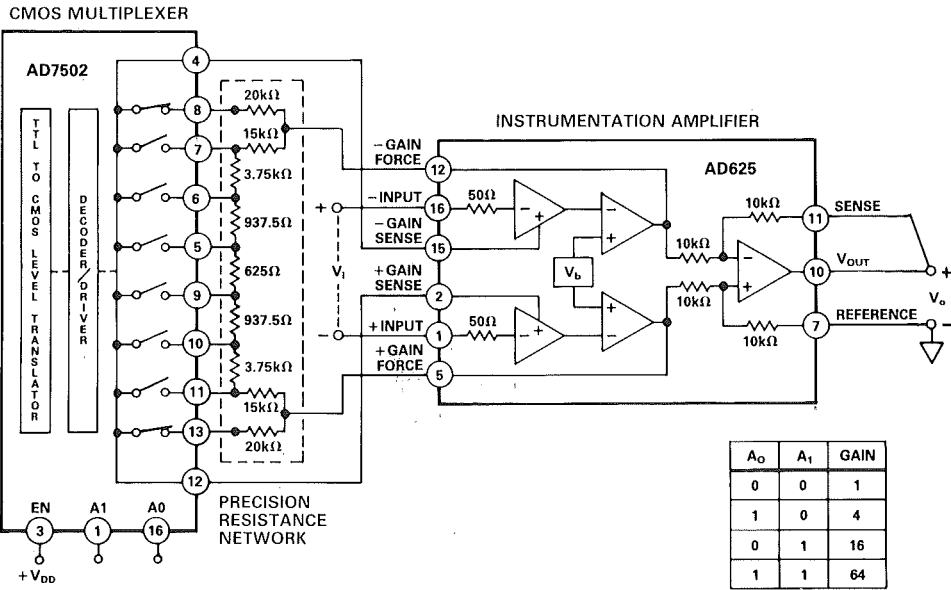 CMOS MULTIPLEXER
AD7502
TTL TO CMOS LEVEL TRANSLATOR
DECODER/DRIVER
4
8
7
6
5
9
10
11
13
12
20kΩ
15kΩ
3.75kΩ
937.5Ω
625Ω
937.5Ω
3.75kΩ
15kΩ
20kΩ
EN
A1
A0
3
1
16
+VDD
PRECISION
RESISTANCE
NETWORK
+
Vi
−
INSTRUMENTATION AMPLIFIER
AD625
−GAIN
FORCE
12
−INPUT
16
−GAIN
SENSE
15
+GAIN
SENSE
2
+INPUT
1
+GAIN
FORCE
5
50Ω
50Ω
−
+
+
−
−
+
Vb
+
−
10kΩ
10kΩ
10kΩ
10kΩ
−
+
11
SENSE
10
VOUT
7
REFERENCE
+
Vo
−
A0 A1 GAIN
0 0 1
1 0 4
0 1 16
1 1 64